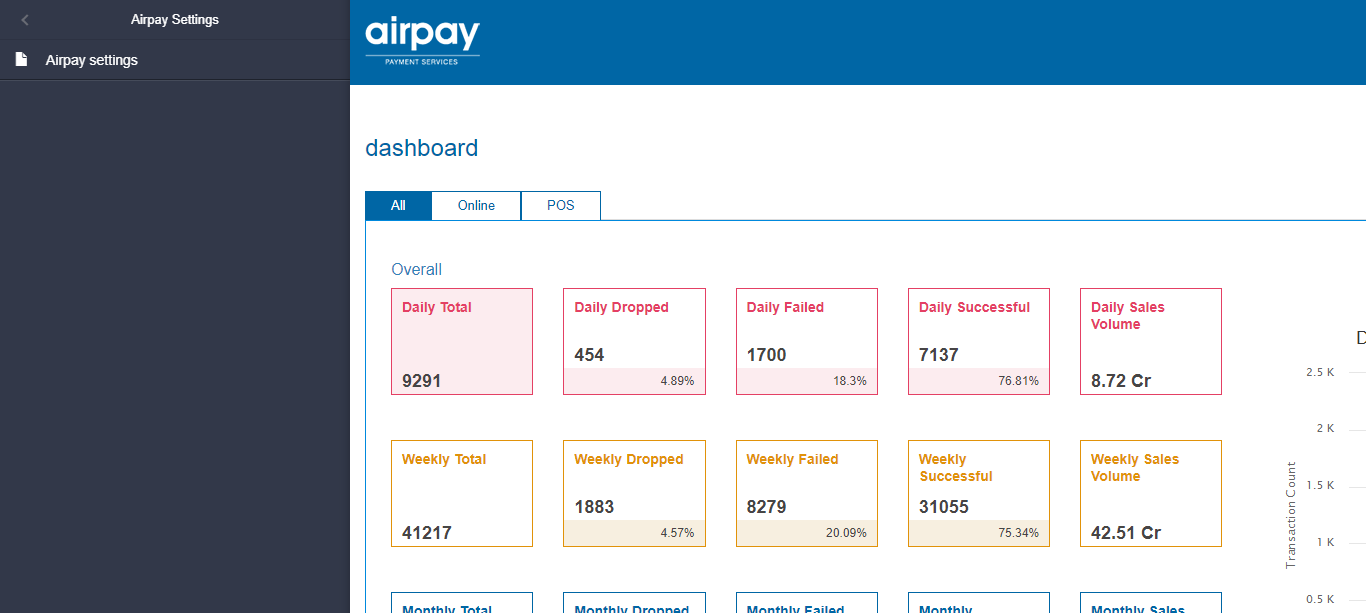 Airpay Settings
Airpay settings
airpay
PAYMENT SERVICES
dashboard
All
Online
POS
Overall
Daily Total
9291
Daily Dropped
454
4.89%
Daily Failed
1700
18.3%
Daily Successful
7137
76.81%
Daily Sales
Volume
8.72 Cr
Weekly Total
41217
Weekly Dropped
1883
4.57%
Weekly Failed
8279
20.09%
Weekly
Successful
31055
75.34%
Weekly Sales
Volume
42.51 Cr
Monthly Total
Monthly Dropped
Monthly Failed
Monthly
Monthly Sales
D
2.5 K
2 K
1.5 K
1 K
0.5 K
Transaction Count